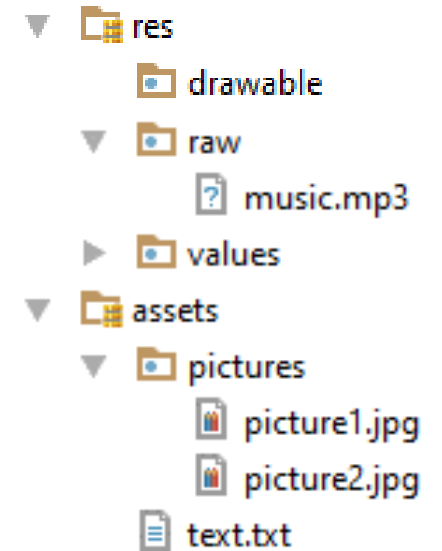 res
drawable
raw
music.mp3
values
assets
pictures
picture1.jpg
picture2.jpg
text.txt